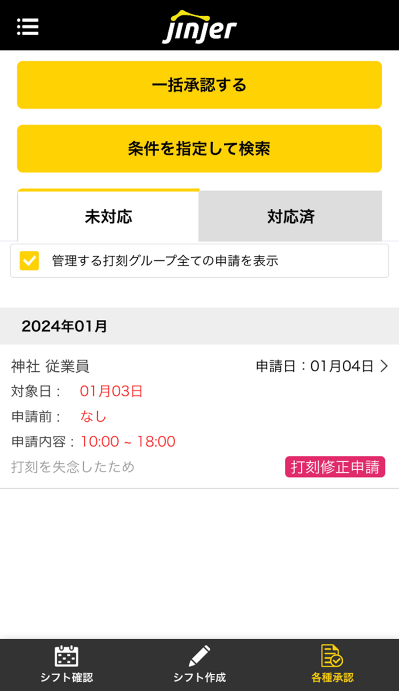 jinjer
一括承認する
条件を指定して検索
未対応
対応済
管理する打刻グループ全ての申請を表示
2024年01月
神社 従業員
申請日：01月04日
対象日： 01月03日
申請前： なし
申請内容：10:00 ~ 18:00
打刻を失念したため
打刻修正申請
シフト確認
シフト作成
各種承認